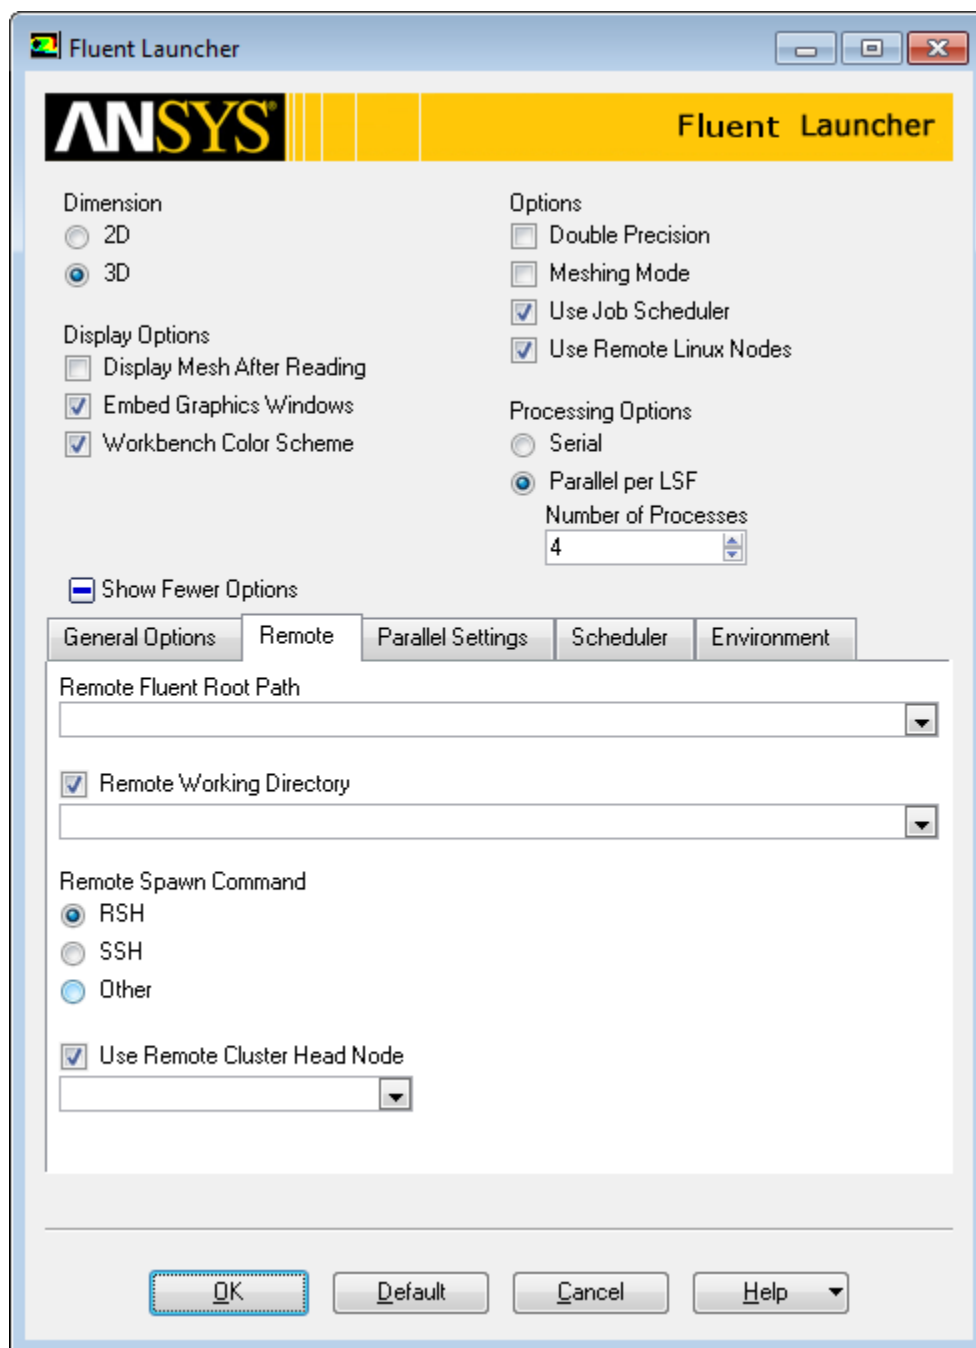 Fluent Launcher
ANSYS®
Fluent Launcher
Dimension
2D
3D
Display Options
Display Mesh After Reading
Embed Graphics Windows
Workbench Color Scheme
Options
Double Precision
Meshing Mode
Use Job Scheduler
Use Remote Linux Nodes
Processing Options
Serial
Parallel per LSF
Number of Processes
4
Show Fewer Options
General Options
Remote
Parallel Settings
Scheduler
Environment
Remote Fluent Root Path
Remote Working Directory
Remote Spawn Command
RSH
SSH
Other
Use Remote Cluster Head Node
OK
Default
Cancel
Help